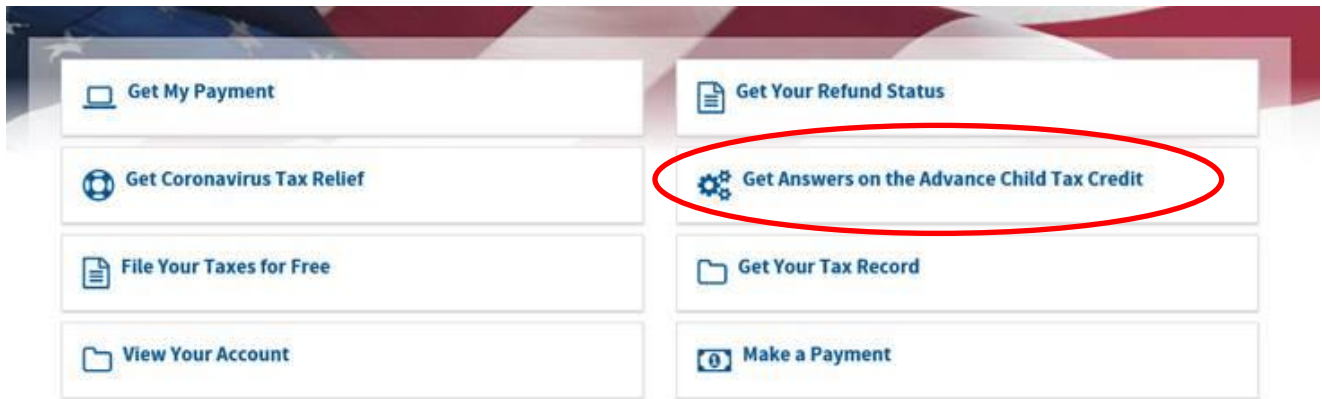 Get My Payment
Get Your Refund Status
Get Coronavirus Tax Relief
Get Answers on the Advance Child Tax Credit
File Your Taxes for Free
Get Your Tax Record
View Your Account
Make a Payment